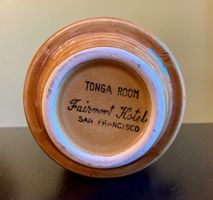 TONGA ROOM
Fairmont Hotel
SAN FRANCISCO